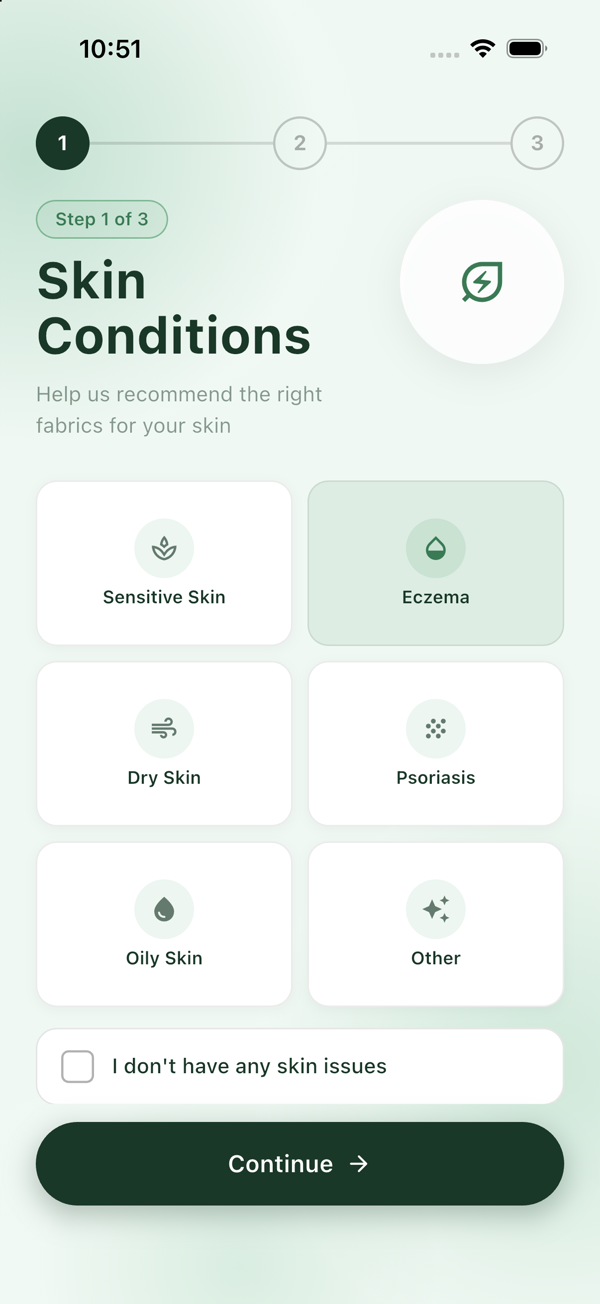 10:51
1
2
3
Step 1 of 3
Skin
Conditions
Help us recommend the right
fabrics for your skin
Sensitive Skin
Eczema
Dry Skin
Psoriasis
Oily Skin
Other
I don't have any skin issues
Continue →